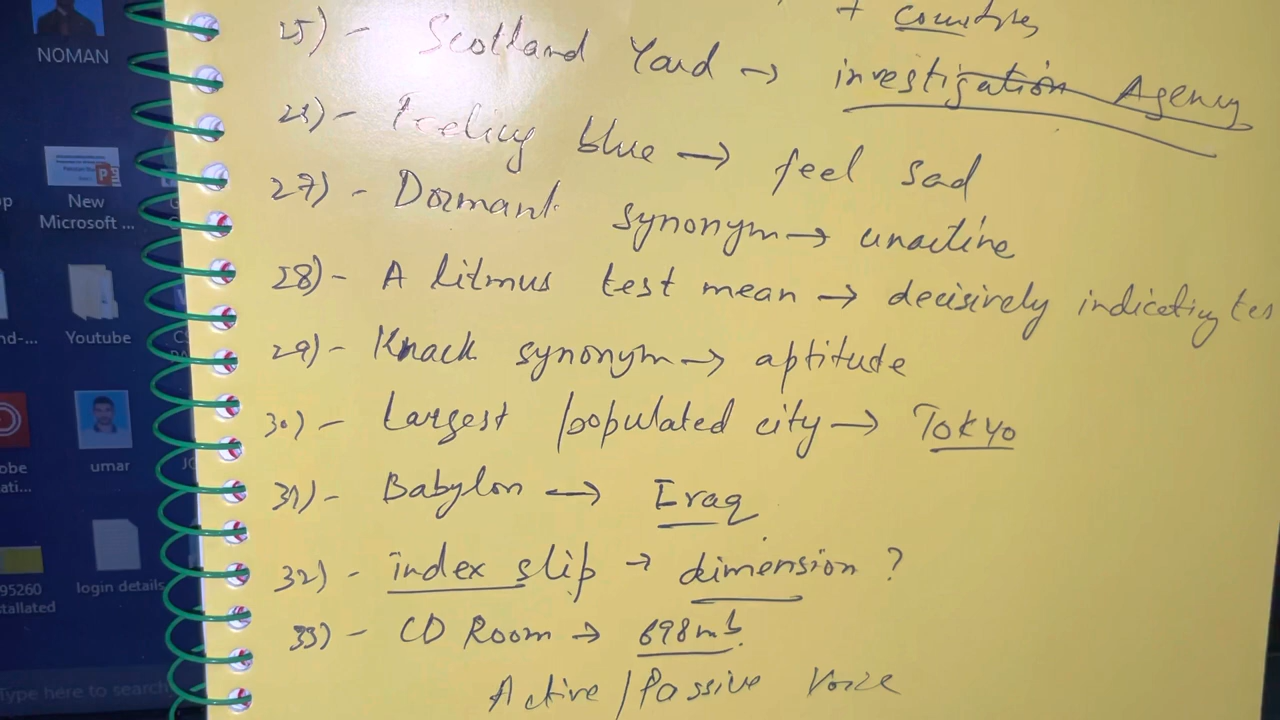 + countries
25) - Scotland Yard → investigation Agency
26) - Feeling blue → feel sad
27) - Dormant synonym → unactive
28) - A litmus test mean → decisively indicating tes
29) - Knack synonym → aptitude
30) - Largest populated city → Tokyo
31) - Babylon → Iraq
32) - index slip → dimension ?
33) - CD Room → 698mb
Active / Passive Voice
NOMAN
New
Microsoft ...
Youtube
umar
login details
95260
Type here to search